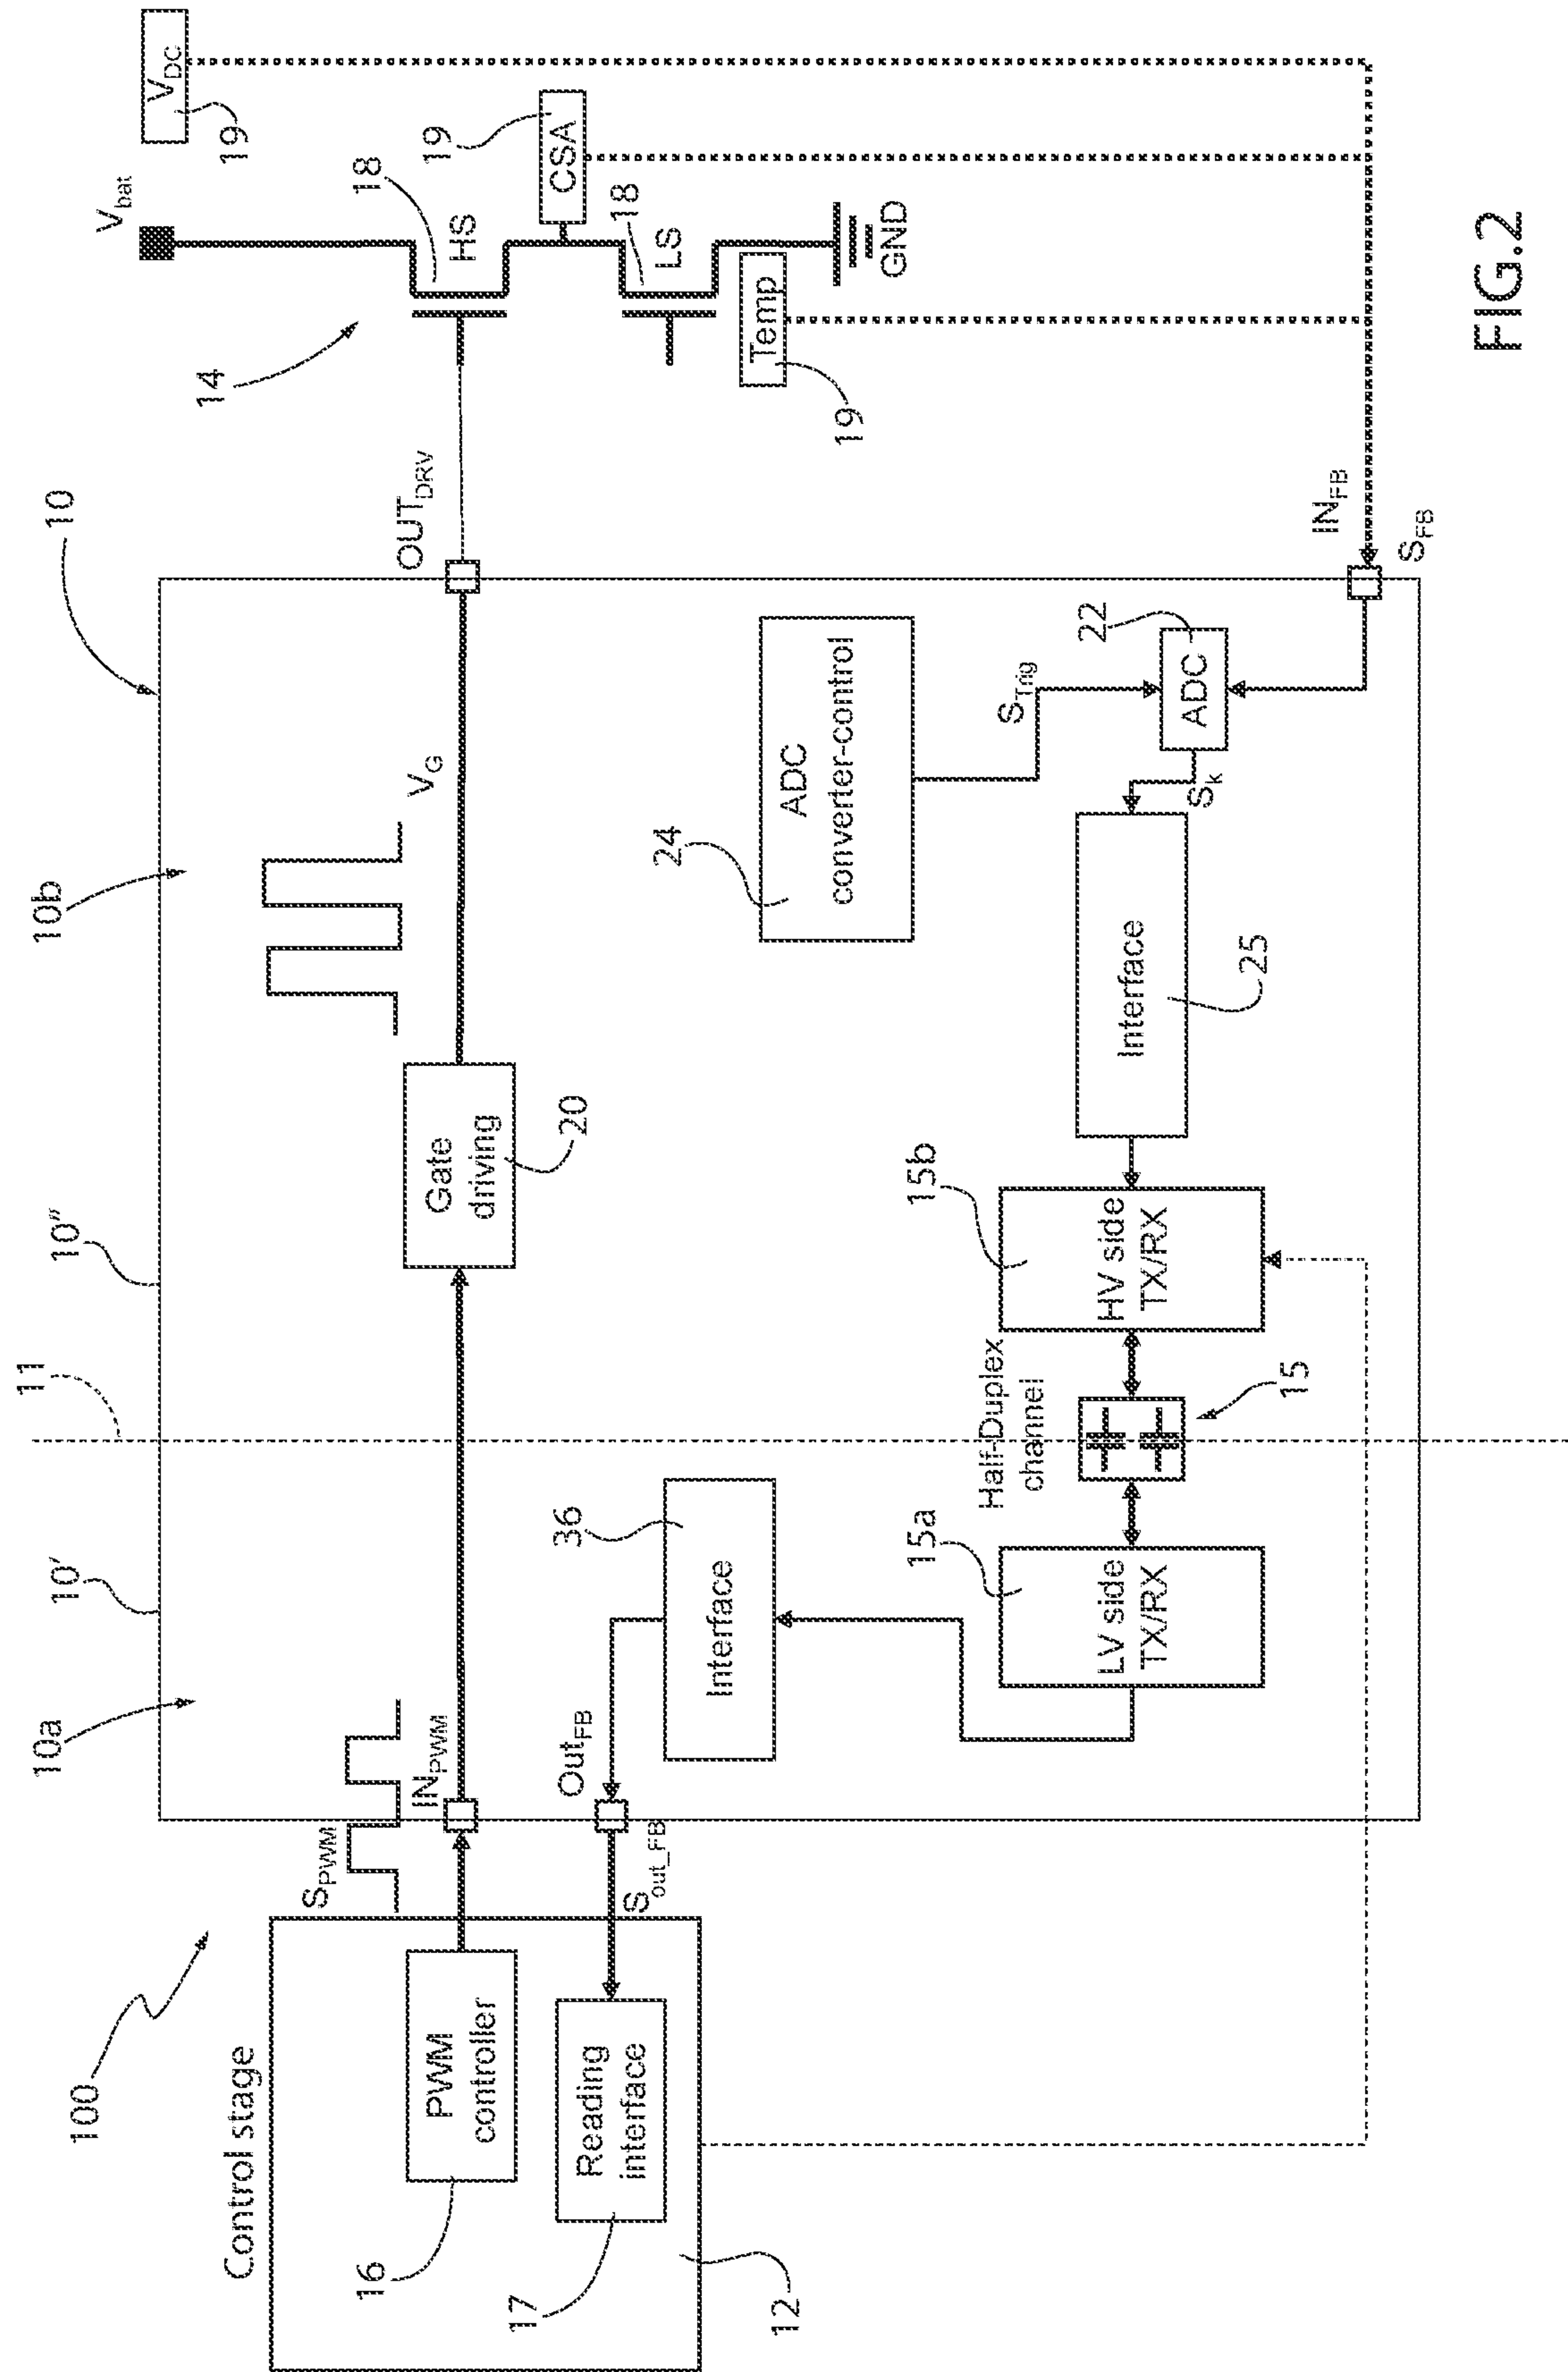 100
Control stage
PWM
controller
16
Reading
interface
17
12
S_PWM
IN_PWM
Out_FB
S_out_FB
10a
10'
11
10"
10b
10
Interface
36
LV side
TX/RX
15a
Half-Duplex
channel
15
HV side
TX/RX
15b
Gate
driving
20
V_G
OUT_DRV
ADC
converter-control
24
S_Trig
Interface
25
S_k
ADC
22
IN_FB
S_FB
14
V_bat
18
HS
18
LS
GND
CSA
19
Temp
19
V_DC
19
FIG.2